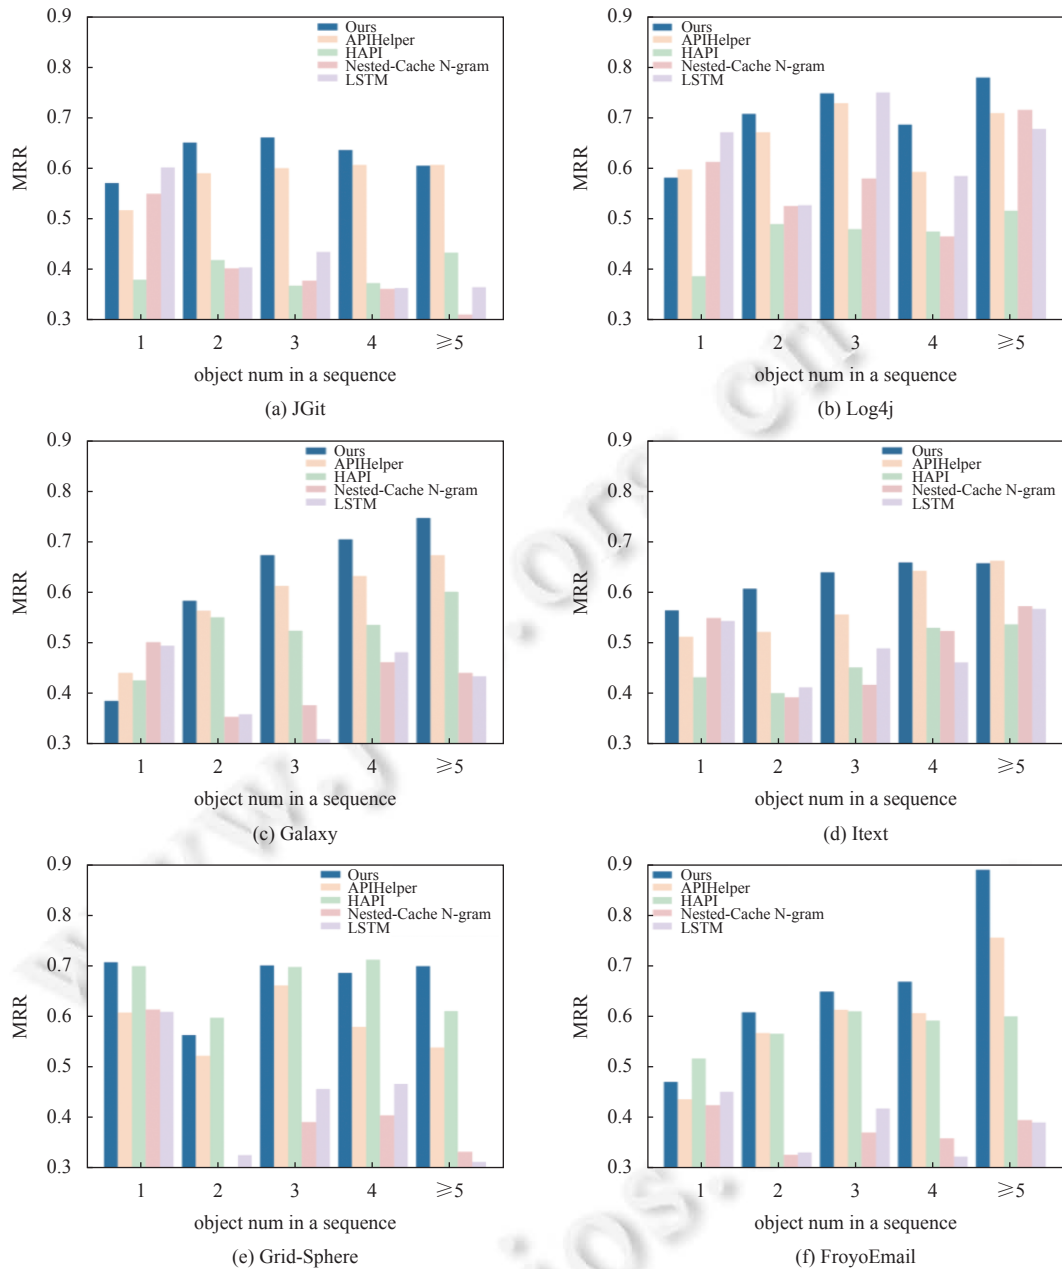 0.9
0.8
0.7
0.6
0.5
0.4
0.3
MRR
Ours
APIHelper
HAPI
Nested-Cache N-gram
LSTM
1 2 3 4 ≥5
object num in a sequence
(a) JGit
0.9
0.8
0.7
0.6
0.5
0.4
0.3
MRR
Ours
APIHelper
HAPI
Nested-Cache N-gram
LSTM
1 2 3 4 ≥5
object num in a sequence
(b) Log4j
0.9
0.8
0.7
0.6
0.5
0.4
0.3
MRR
Ours
APIHelper
HAPI
Nested-Cache N-gram
LSTM
1 2 3 4 ≥5
object num in a sequence
(c) Galaxy
0.9
0.8
0.7
0.6
0.5
0.4
0.3
MRR
Ours
APIHelper
HAPI
Nested-Cache N-gram
LSTM
1 2 3 4 ≥5
object num in a sequence
(d) Itext
0.9
0.8
0.7
0.6
0.5
0.4
0.3
MRR
Ours
APIHelper
HAPI
Nested-Cache N-gram
LSTM
1 2 3 4 ≥5
object num in a sequence
(e) Grid-Sphere
0.9
0.8
0.7
0.6
0.5
0.4
0.3
MRR
Ours
APIHelper
HAPI
Nested-Cache N-gram
LSTM
1 2 3 4 ≥5
object num in a sequence
(f) FroyoEmail